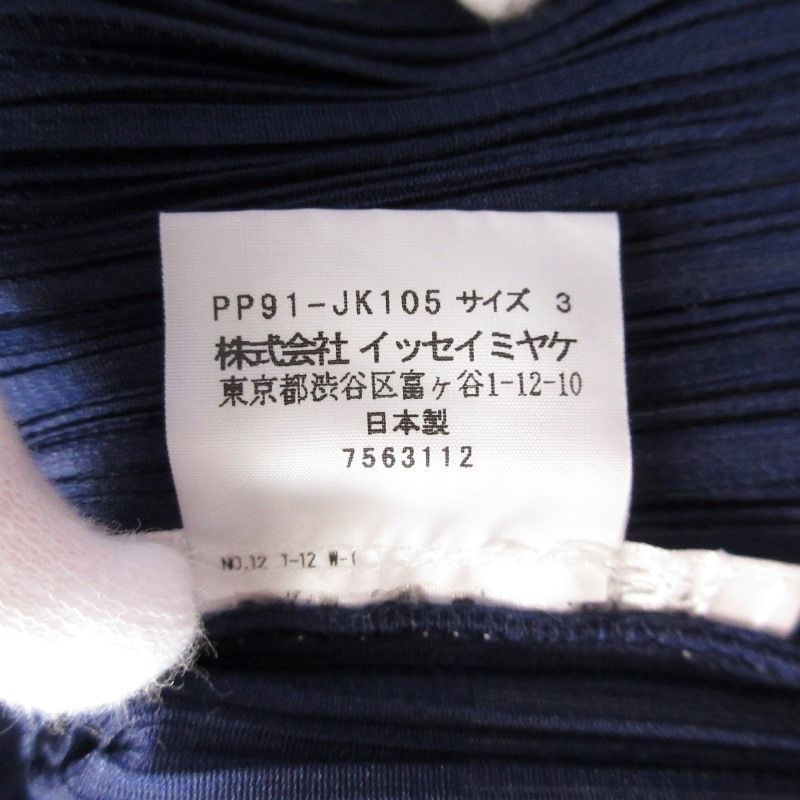 PP91-JK105 サイズ 3
株式会社 イッセイミヤケ
東京都渋谷区富ヶ谷1-12-10
日本製
7563112
NO.12 T-12 W-